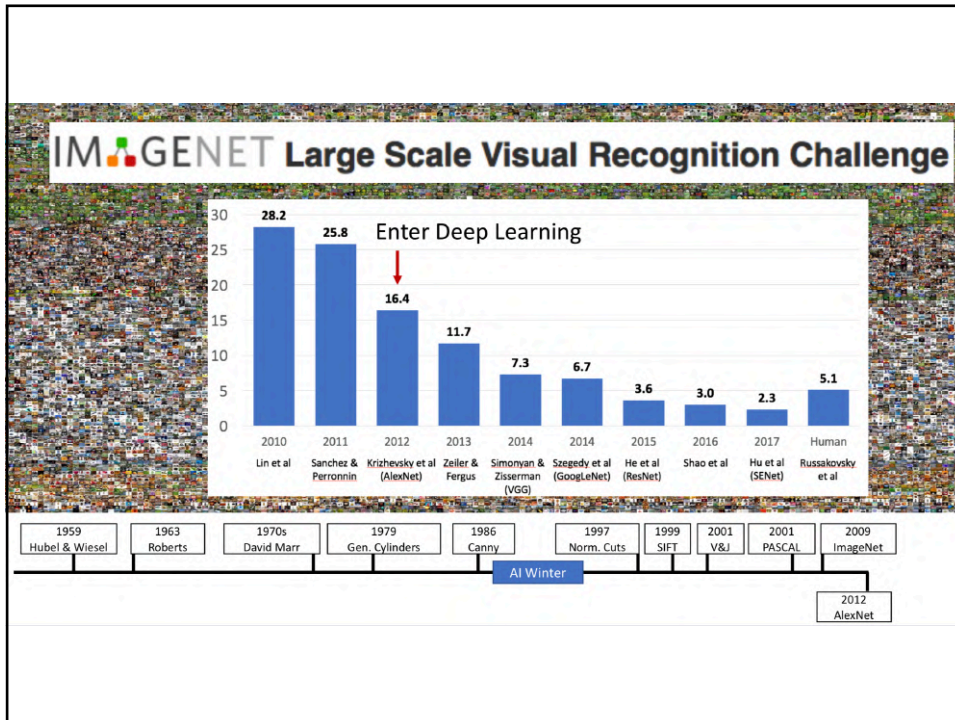 IMAGENET Large Scale Visual Recognition Challenge
30
25
20
15
10
5
0
Enter Deep Learning
28.2
25.8
16.4
11.7
7.3
6.7
3.6
3.0
2.3
5.1
2010
2011
2012
2013
2014
2014
2015
2016
2017
Human
Lin et al
Sanchez &
Perronnin
Krizhevsky et al
(AlexNet)
Zeiler &
Fergus
Simonyan &
Zisserman
(VGG)
Szegedy et al
(GoogLeNet)
He et al
(ResNet)
Shao et al
Hu et al
(SENet)
Russakovsky
et al
1959
Hubel & Wiesel
1963
Roberts
1970s
David Marr
1979
Gen. Cylinders
1986
Canny
AI Winter
1997
Norm. Cuts
1999
SIFT
2001
V&J
2001
PASCAL
2009
ImageNet
2012
AlexNet